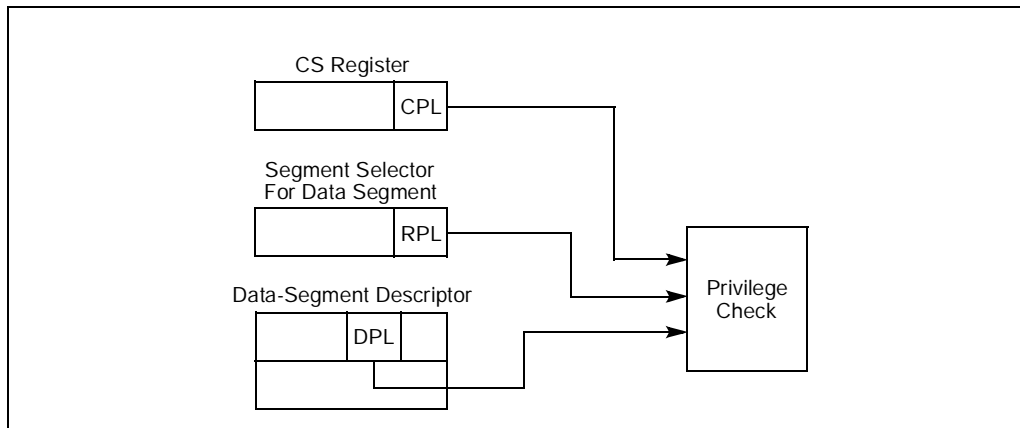 CS Register
CPL
Segment Selector
For Data Segment
RPL
Data-Segment Descriptor
DPL
Privilege
Check